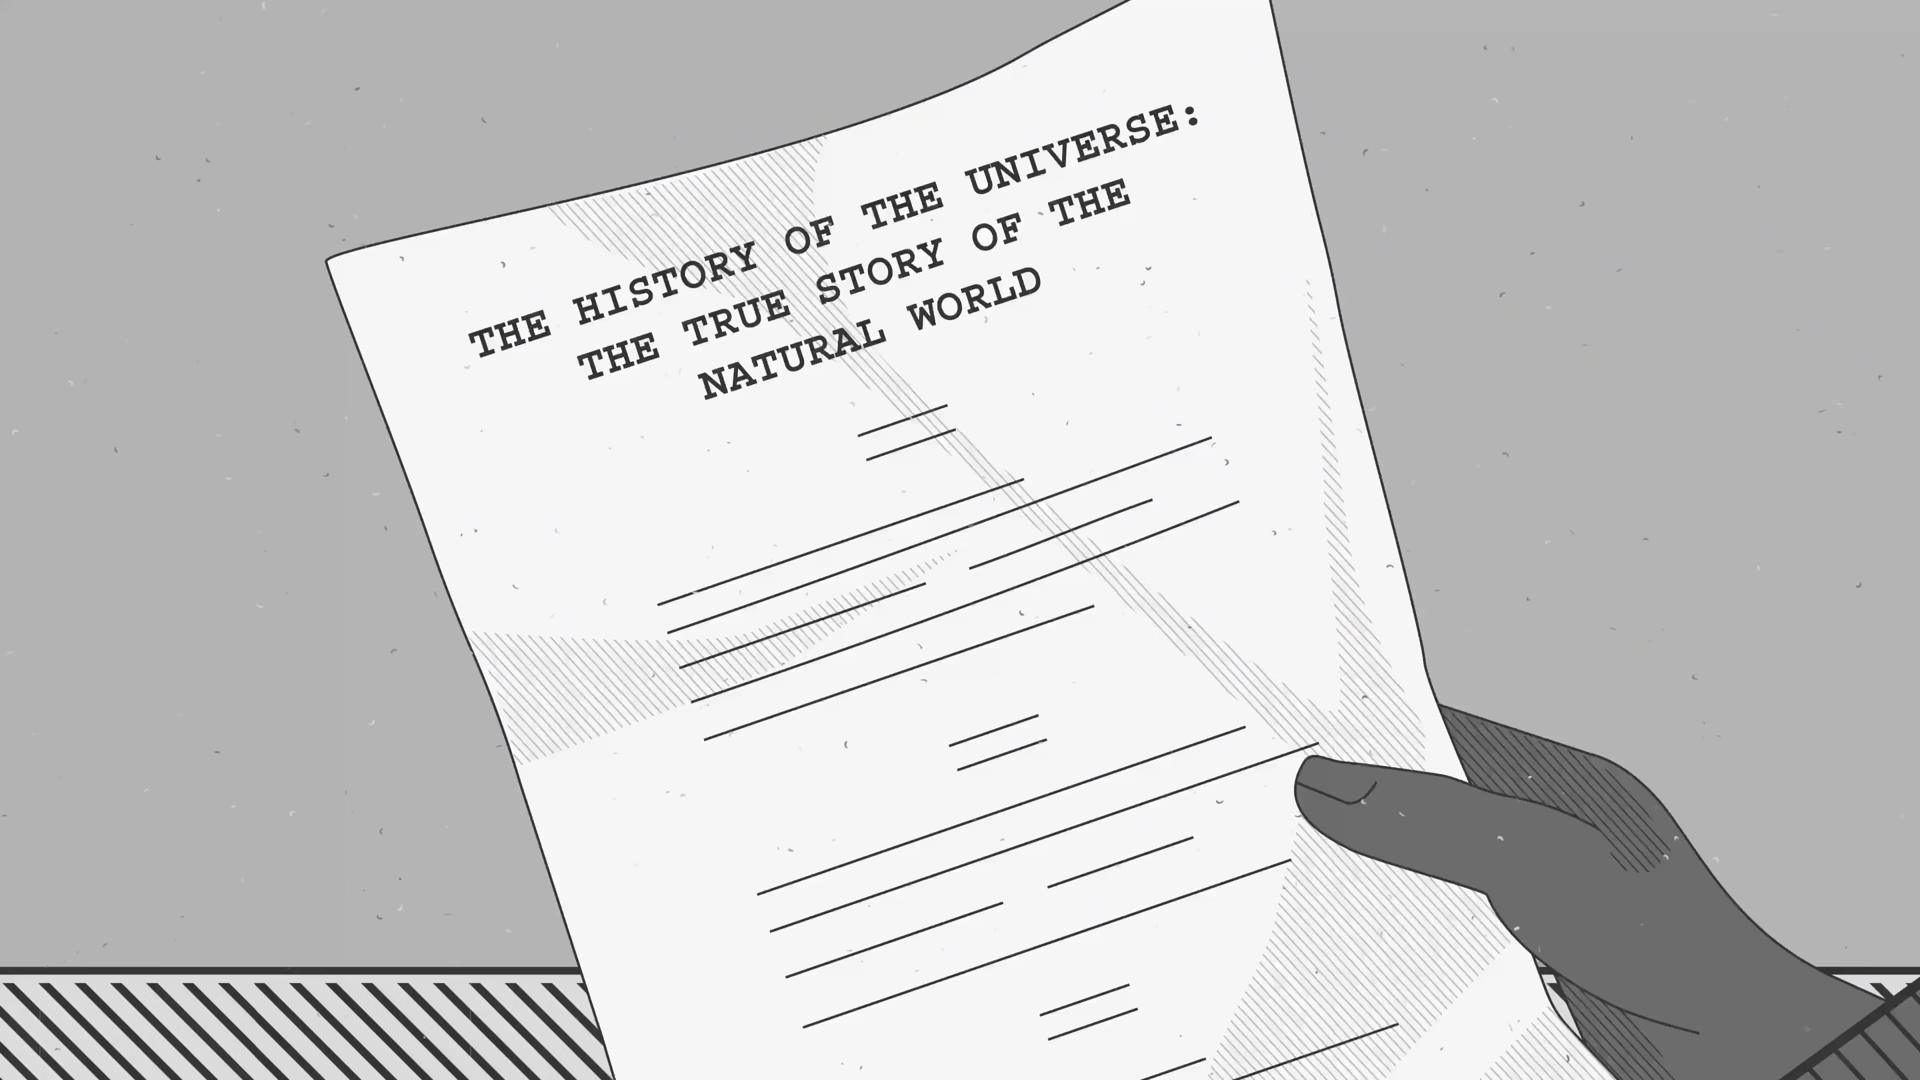 THE HISTORY OF THE UNIVERSE:
THE TRUE STORY OF THE
NATURAL WORLD